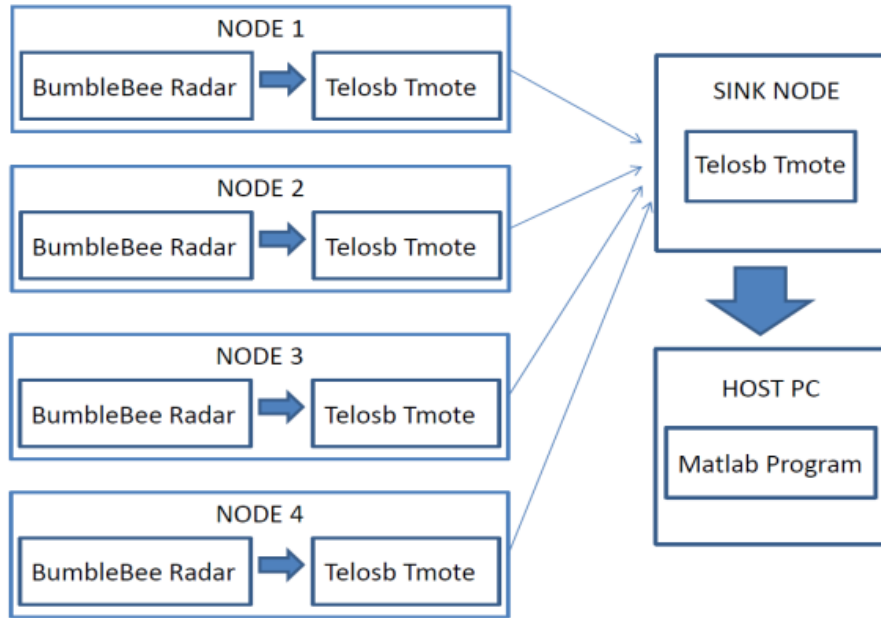 NODE 1
BumbleBee Radar
Telosb Tmote
NODE 2
BumbleBee Radar
Telosb Tmote
NODE 3
BumbleBee Radar
Telosb Tmote
NODE 4
BumbleBee Radar
Telosb Tmote
SINK NODE
Telosb Tmote
HOST PC
Matlab Program